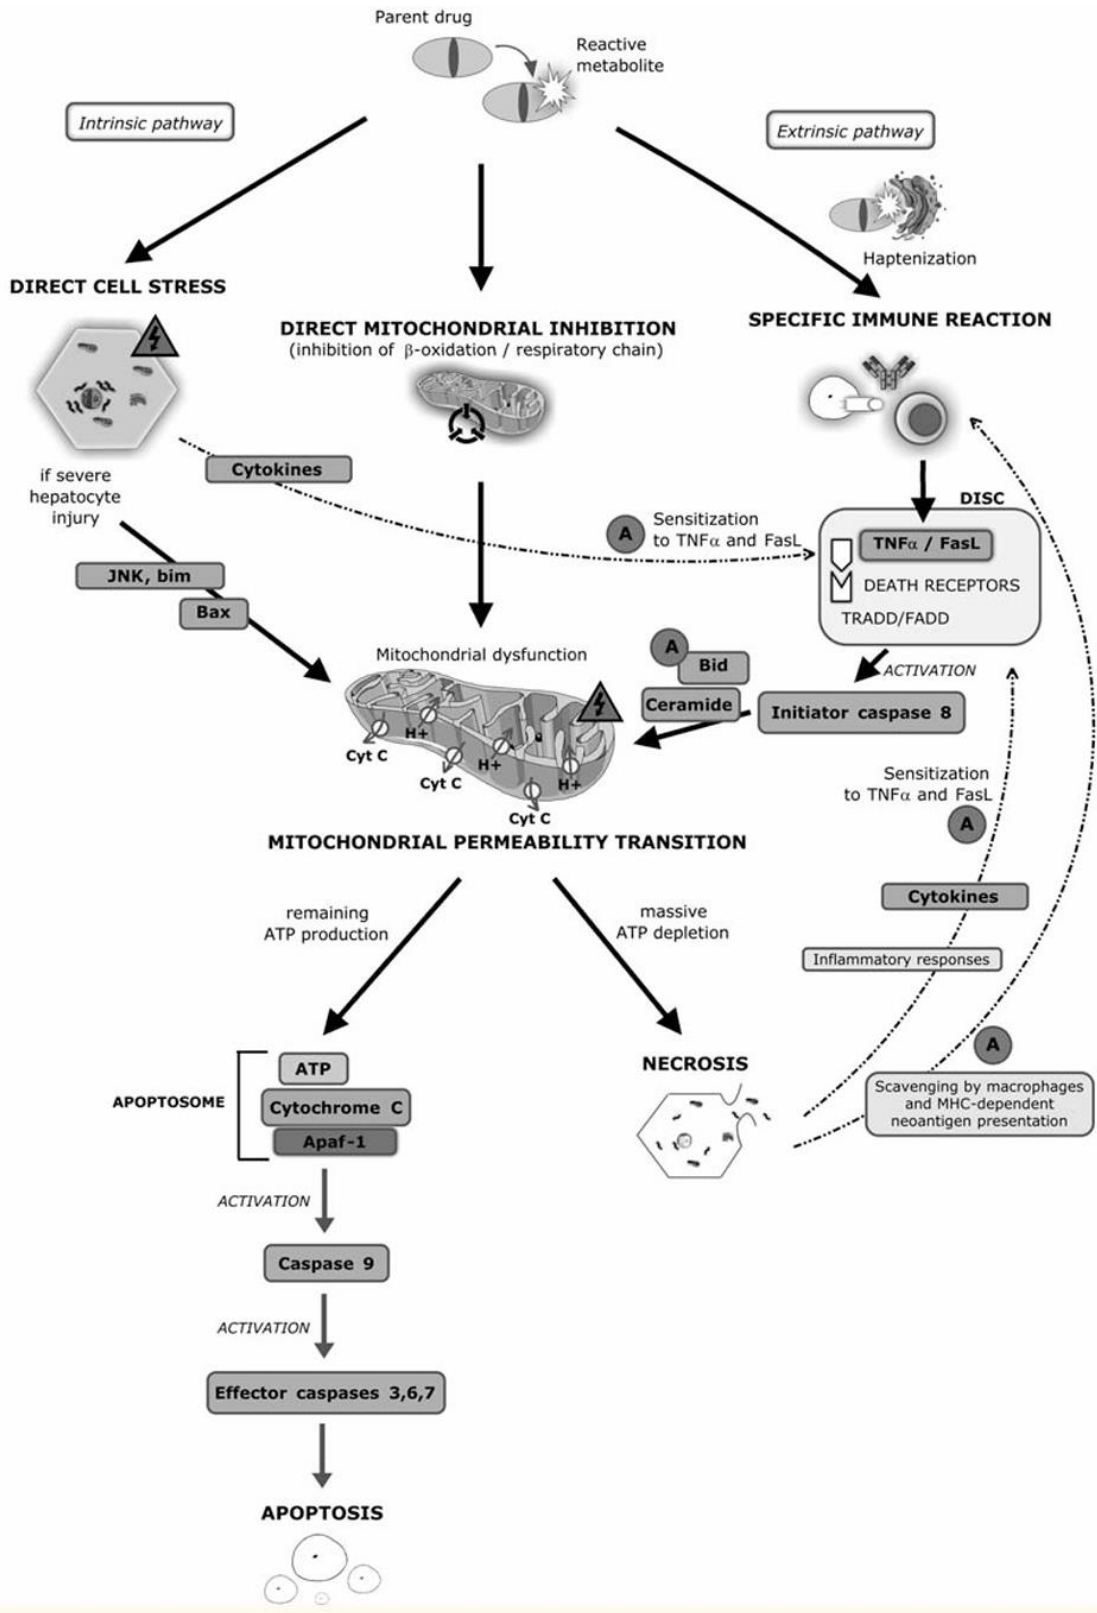 Parent drug
Reactive
metabolite
Intrinsic pathway
Extrinsic pathway
Haptenization
DIRECT CELL STRESS
DIRECT MITOCHONDRIAL INHIBITION
(inhibition of β-oxidation / respiratory chain)
SPECIFIC IMMUNE REACTION
if severe
hepatocyte
injury
Cytokines
JNK, bim
Bax
A
Sensitization
to TNFα and FasL
DISC
TNFα / FasL
DEATH RECEPTORS
TRADD/FADD
ACTIVATION
Initiator caspase 8
A
Bid
Ceramide
Mitochondrial dysfunction
Cyt C
H+
Cyt C
H+
Cyt C
H+
MITOCHONDRIAL PERMEABILITY TRANSITION
Sensitization
to TNFα and FasL
A
Cytokines
Inflammatory responses
A
Scavenging by macrophages
and MHC-dependent
neoantigen presentation
remaining
ATP production
massive
ATP depletion
NECROSIS
APOPTOSOME
ATP
Cytochrome C
Apaf-1
ACTIVATION
Caspase 9
ACTIVATION
Effector caspases 3,6,7
APOPTOSIS